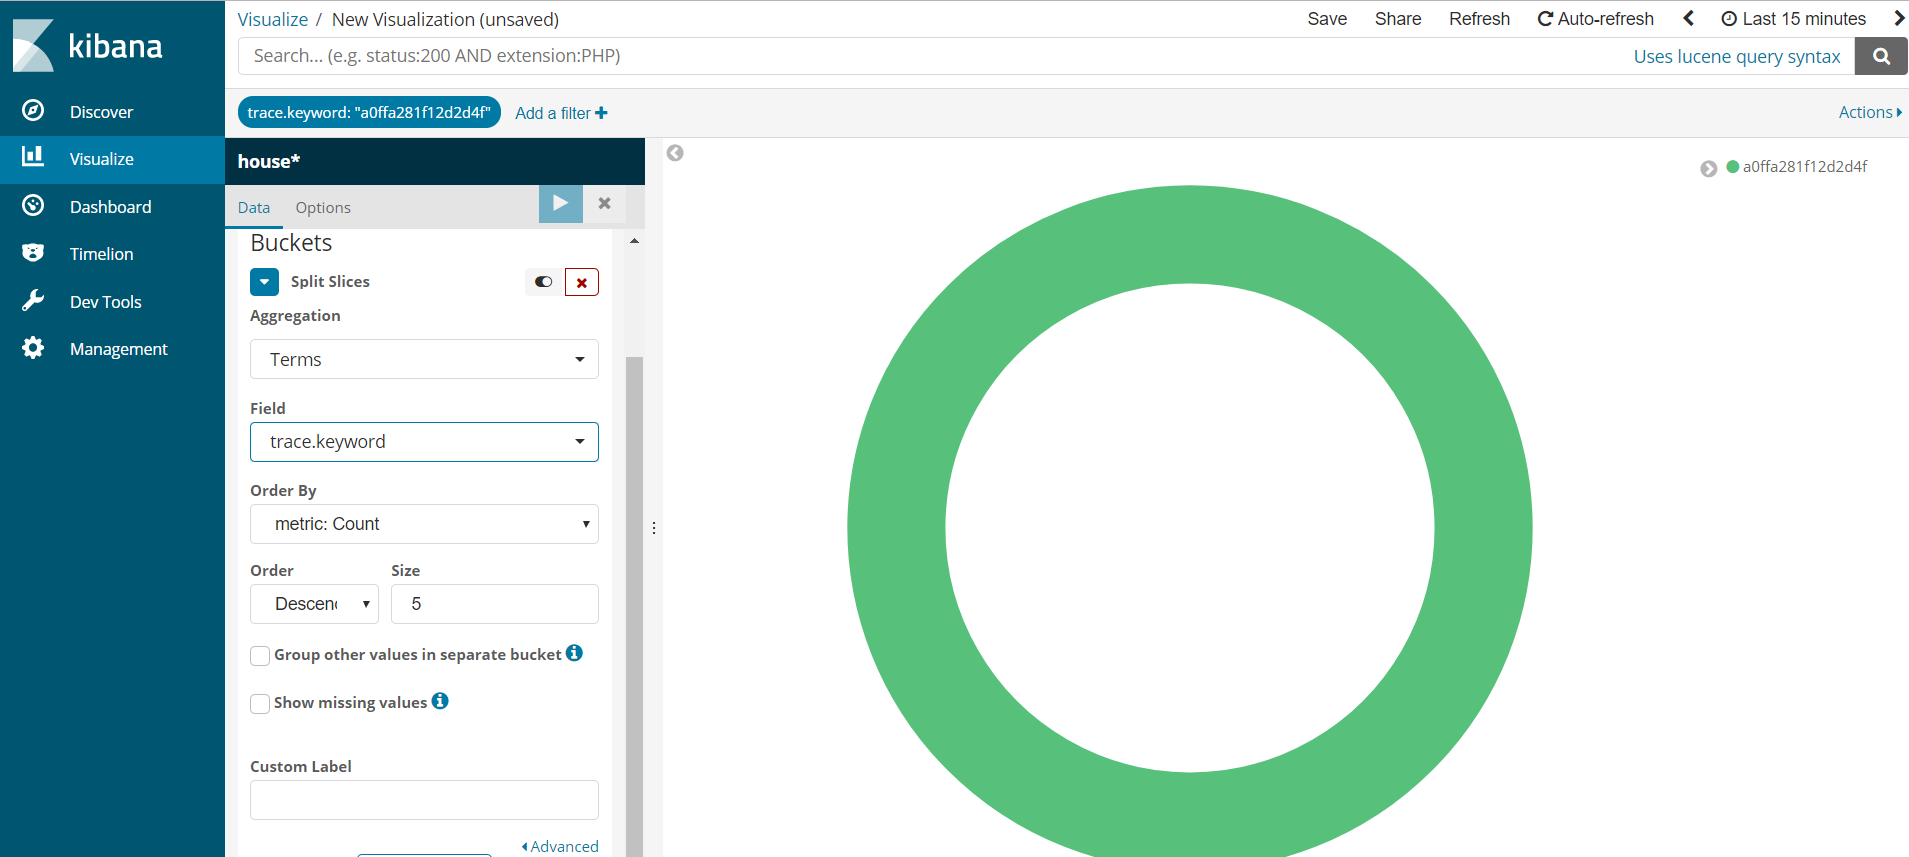 kibana
Discover
Visualize
Dashboard
Timelion
Dev Tools
Management
Visualize / New Visualization (unsaved)
Save Share Refresh Auto-refresh Last 15 minutes
Search... (e.g. status:200 AND extension:PHP) Uses lucene query syntax
trace.keyword: "a0ffa281f12d2d4f" Add a filter Actions
house*
Data Options
Buckets
Split Slices
Aggregation
Terms
Field
trace.keyword
Order By
metric: Count
Order Size
Descen 5
Group other values in separate bucket
Show missing values
Custom Label
Advanced
a0ffa281f12d2d4f